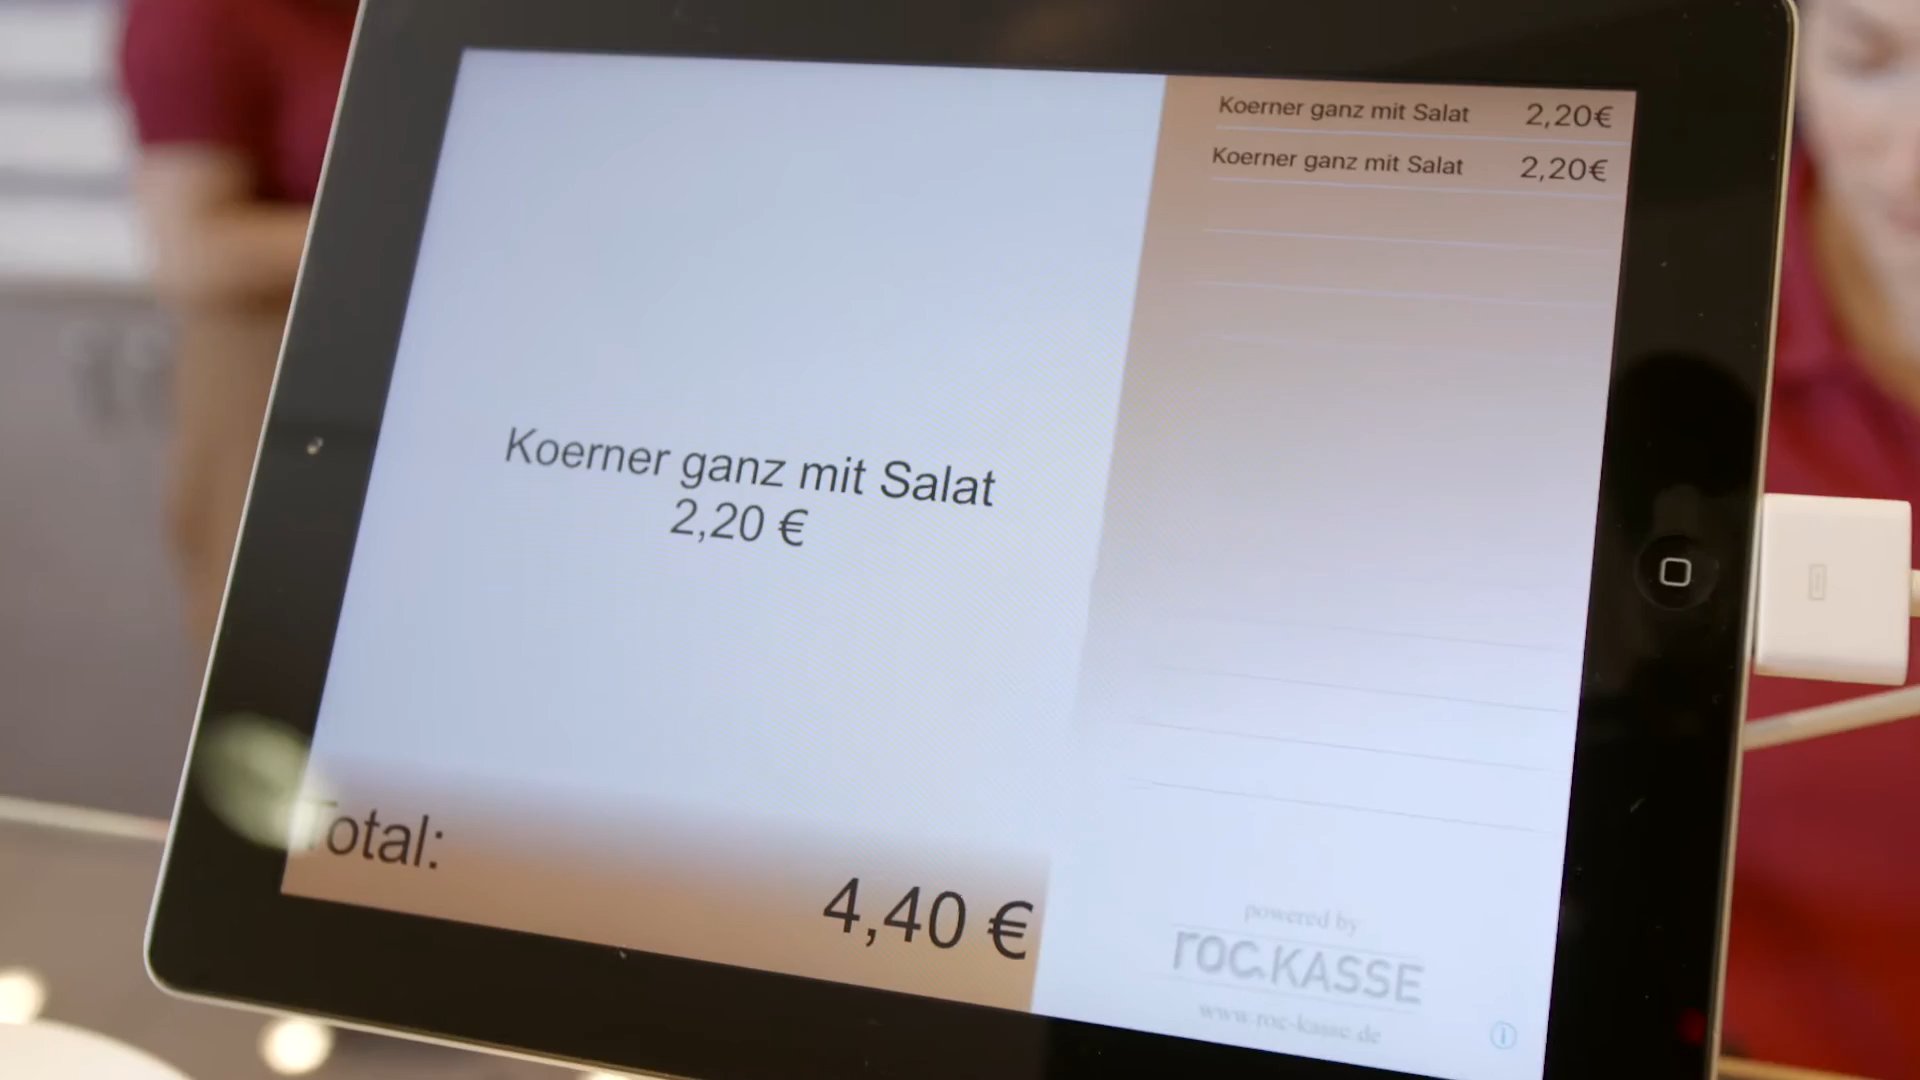 Koerner ganz mit Salat 2,20€
Koerner ganz mit Salat 2,20€
Koerner ganz mit Salat
2,20 €
Total:
4,40 €
powered by
roc.KASSE
www.roc-kasse.de